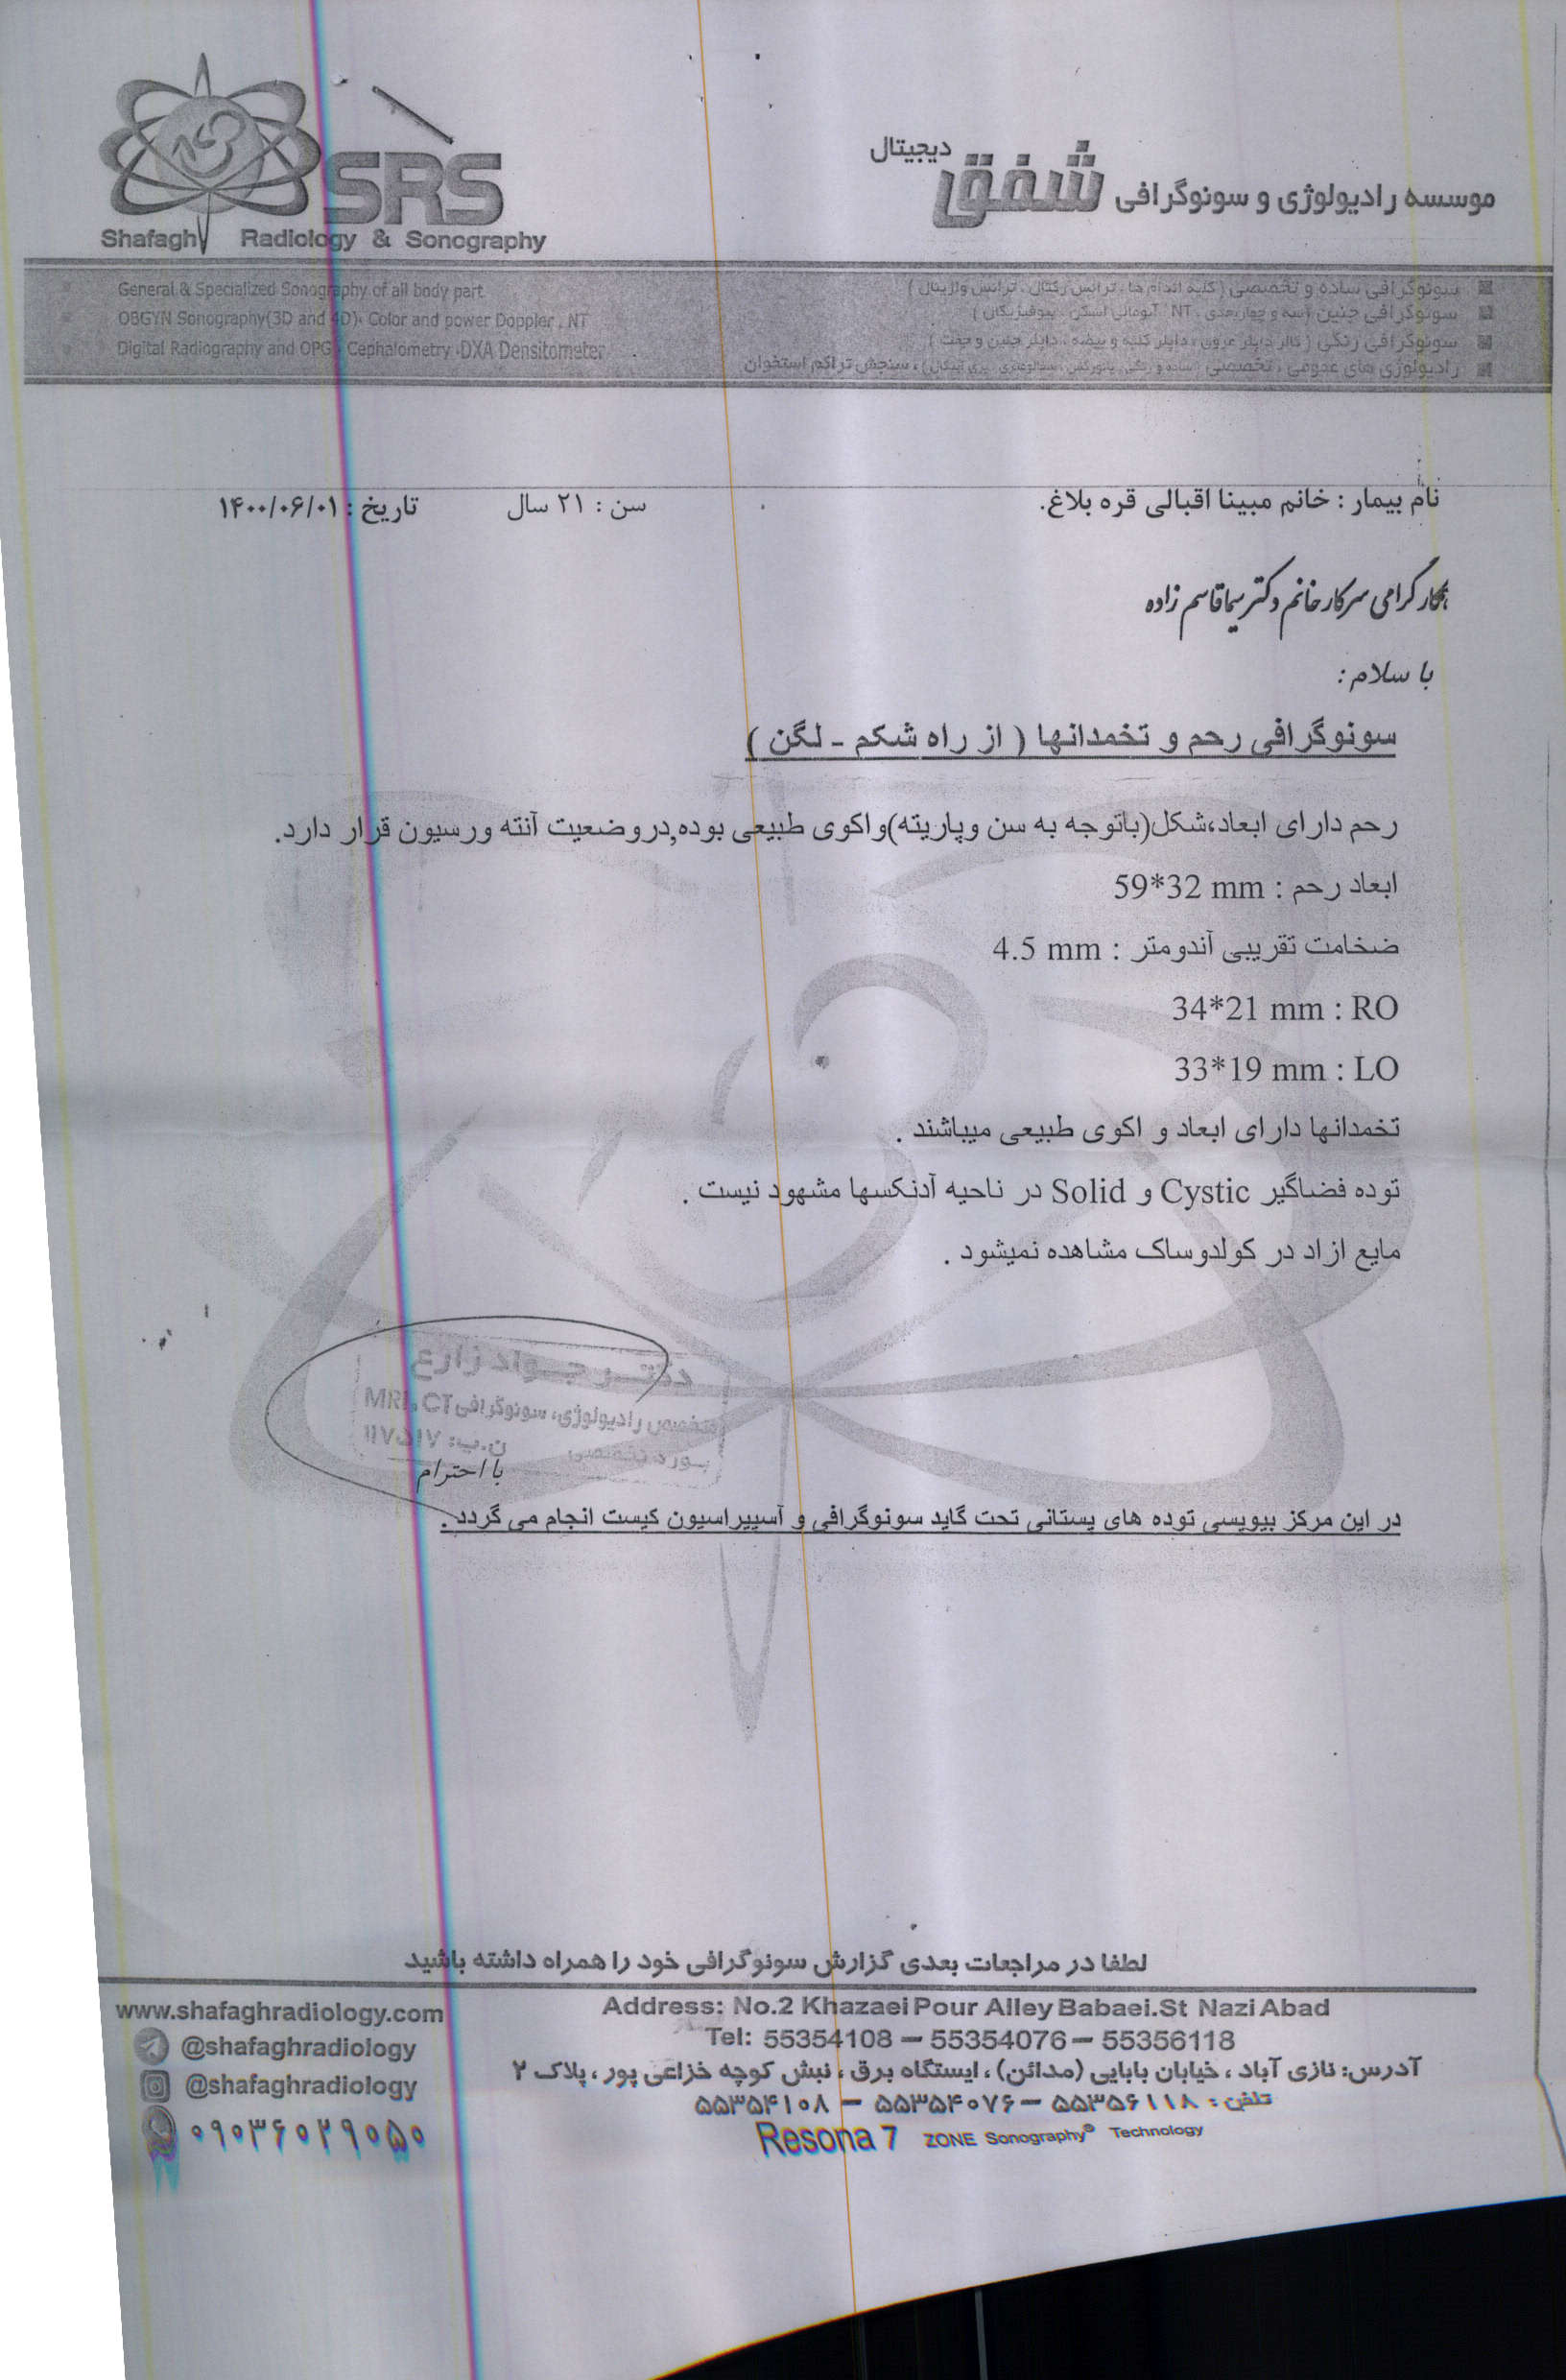 SRS
Shafagh Radiology & Sonography
موسسه رادیولوژی و سونوگرافی شفق دیجیتال
General & Specialized Sonography of all body part
OBGYN Sonography(3D and 4D)، Color and power Doppler , NT
Digital Radiography and OPG، Cephalometry ،DXA Densitometer
سونوگرافی ساده و تخصصی ( کلیه اندام ها ، ترانس رکتال ، ترانس واژینال )
سونوگرافی جنین (سه و چهاربعدی ، NT آنومالی اسکن ، بیوفیزیکال )
سونوگرافی رنگی ( کالر داپلر عروق ، داپلر کلیه و بیضه ، داپلر جنین و جفت )
رادیولوژی های عمومی ، تخصصی ، سنجش تراکم استخوان
نام بیمار : خانم مبینا اقبالی قره بلاغ. سن : ۲۱ سال تاریخ : ۱۴۰۰/۰۶/۰۱
همکار گرامی سرکار خانم دکتر سیما قاسم زاده
با سلام :
سونوگرافی رحم و تخمدانها ( از راه شکم - لگن )
رحم دارای ابعاد،شکل(باتوجه به سن وپاریته)واکوی طبیعی بوده,دروضعیت آنته ورسیون قرار دارد.
ابعاد رحم : 59*32 mm
ضخامت تقریبی آندومتر : 4.5 mm
34*21 mm : RO
33*19 mm : LO
تخمدانها دارای ابعاد و اکوی طبیعی میباشند .
توده فضاگیر Cystic و Solid در ناحیه آدنکسها مشهود نیست .
مایع ازاد در کولدوساک مشاهده نمیشود .
دکتر جواد زارع
متخصص رادیولوژی، سونوگرافی MRI، CT
بورد تخصصی ن.پ: ۱۱۷۵۱۷
با احترام
در این مرکز بیوپسی توده های پستانی تحت گاید سونوگرافی و آسپیراسیون کیست انجام می گردد .
لطفا در مراجعات بعدی گزارش سونوگرافی خود را همراه داشته باشید
www.shafaghradiology.com
@shafaghradiology
@shafaghradiology
۰۹۰۳۶۰۲۹۰۵۰
Address: No.2 Khazaei Pour Alley Babaei.St Nazi Abad
Tel: 55354108 – 55354076 – 55356118
آدرس: نازی آباد ، خیابان بابایی (مدائن) ، ایستگاه برق ، نبش کوچه خزاعی پور ، پلاک ۲
تلفن : ۵۵۳۵۶۱۱۸ – ۵۵۳۵۴۰۷۶ – ۵۵۳۵۴۱۰۸
Resona 7 ZONE Sonography® Technology